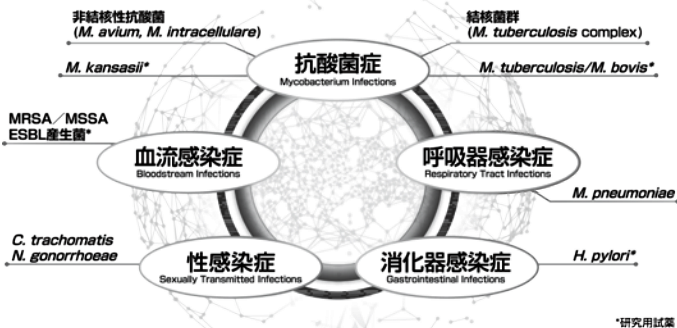 非結核性抗酸菌
(M. avium, M. intracellulare)
結核菌群
(M. tuberculosis complex)
抗酸菌症
Mycobacterium Infections
M. kansasii*
M. tuberculosis/M. bovis*
MRSA／MSSA
ESBL産生菌*
血流感染症
Bloodstream Infections
呼吸器感染症
Respiratory Tract Infections
M. pneumoniae
C. trachomatis
N. gonorrhoeae
性感染症
Sexually Transmitted Infections
消化器感染症
Gastrointestinal Infections
H. pylori*
*研究用試薬